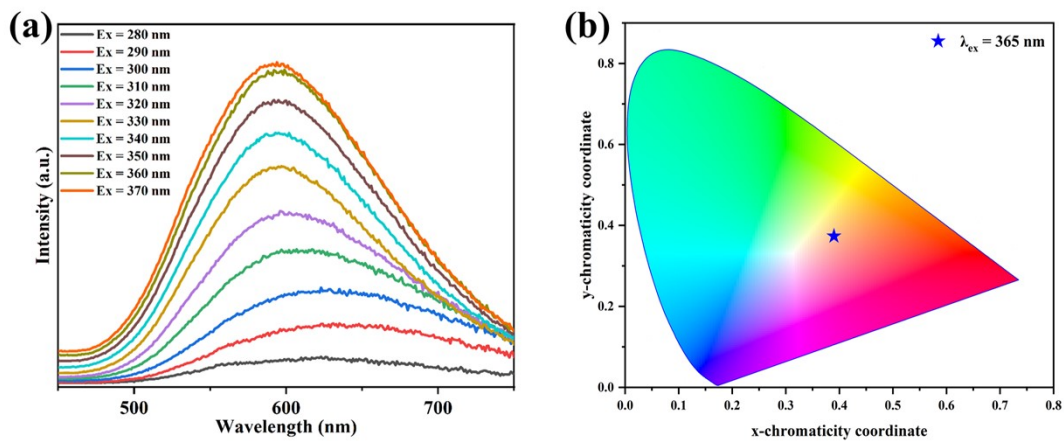 (a)
Ex = 280 nm
Ex = 290 nm
Ex = 300 nm
Ex = 310 nm
Ex = 320 nm
Ex = 330 nm
Ex = 340 nm
Ex = 350 nm
Ex = 360 nm
Ex = 370 nm
Intensity (a.u.)
500 600 700
Wavelength (nm)
(b)
λex = 365 nm
0.8
0.6
0.4
0.2
0.0
y-chromaticity coordinate
0.0 0.1 0.2 0.3 0.4 0.5 0.6 0.7 0.8
x-chromaticity coordinate